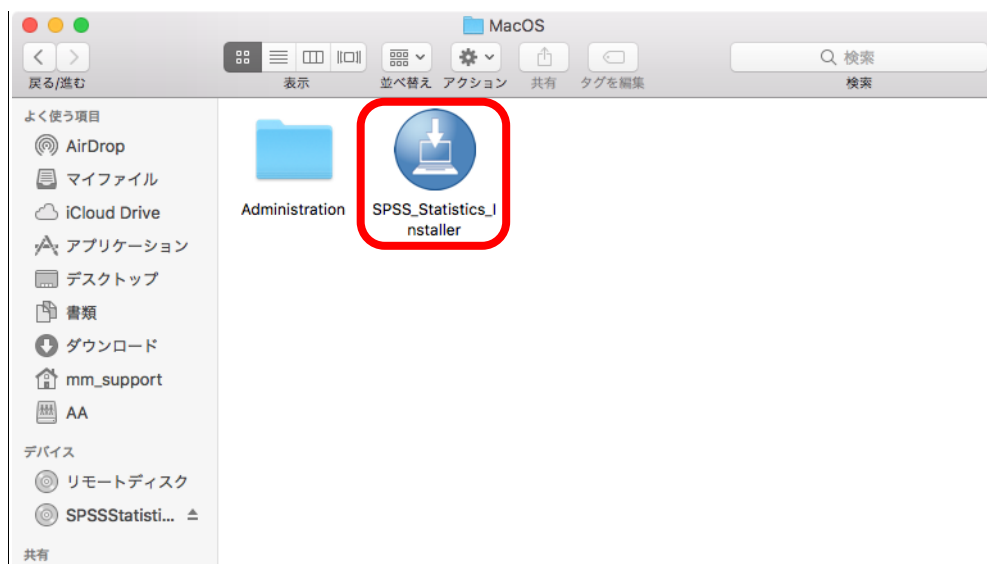 MacOS
検索
戻る/進む
表示
並べ替え
アクション
共有
タグを編集
検索
よく使う項目
AirDrop
マイファイル
iCloud Drive
アプリケーション
デスクトップ
書類
ダウンロード
mm_support
AA
デバイス
リモートディスク
SPSSStatisti...
共有
Administration
SPSS_Statistics_I
nstaller